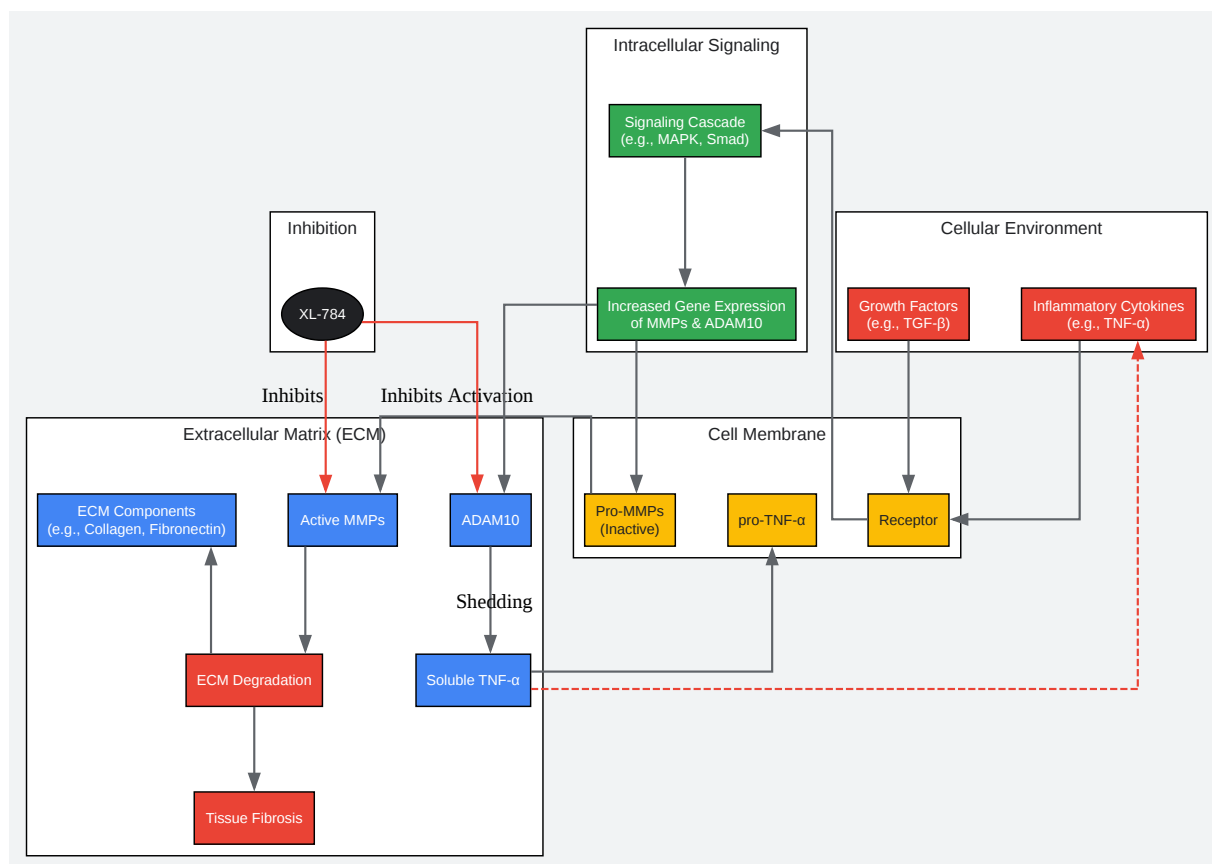 Intracellular Signaling
Signaling Cascade
(e.g., MAPK, Smad)
Inhibition
Cellular Environment
XL-784
Increased Gene Expression
of MMPs & ADAM10
Growth Factors
(e.g., TGF-β)
Inflammatory Cytokines
(e.g., TNF-α)
Inhibits
Inhibits Activation
Extracellular Matrix (ECM)
Cell Membrane
ECM Components
(e.g., Collagen, Fibronectin)
Active MMPs
ADAM10
Pro-MMPs
(Inactive)
pro-TNF-α
Receptor
Shedding
ECM Degradation
Soluble TNF-α
Tissue Fibrosis